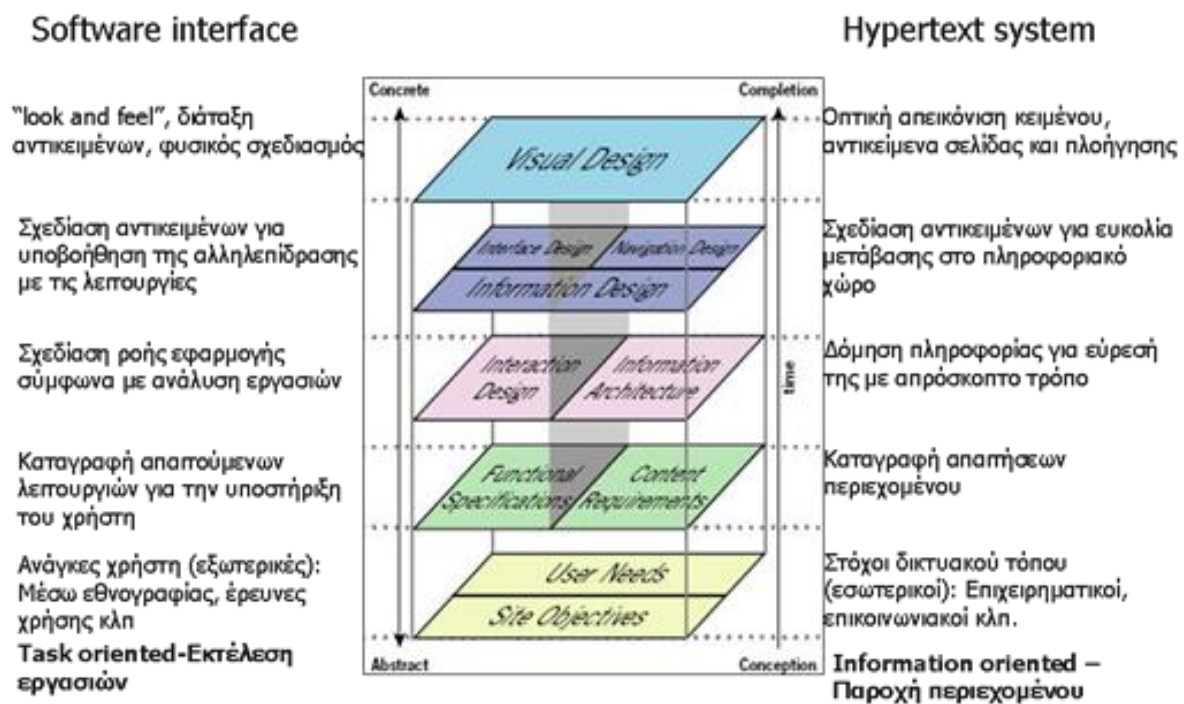 Software interface
Hypertext system
Concrete
Completion
"look and feel", διάταξη
αντικειμένων, φυσικός σχεδιασμός
Visual Design
Οπτική απεικόνιση κειμένου,
αντικείμενα σελίδας και πλοήγησης
Σχεδίαση αντικειμένων για
υποβοήθηση της αλληλεπίδρασης
με τις λειτουργίες
Interface Design
Navigation Design
Information Design
Σχεδίαση αντικειμένων για ευκολία
μετάβασης στο πληροφοριακό
χώρο
Σχεδίαση ροής εφαρμογής
σύμφωνα με ανάλυση εργασιών
Interaction
Design
Information
Architecture
time
Δόμηση πληροφορίας για εύρεσή
της με απρόσκοπτο τρόπο
Καταγραφή απαιτούμενων
λειτουργιών για την υποστήριξη
του χρήστη
Functional
Specifications
Content
Requirements
Καταγραφή απαιτήσεων
περιεχομένου
Ανάγκες χρήστη (εξωτερικές):
Μέσω εθνογραφίας, έρευνες
χρήσης κλπ
Task oriented-Εκτέλεση
εργασιών
User Needs
Site Objectives
Στόχοι δικτυακού τόπου
(εσωτερικοί): Επιχειρηματικοί,
επικοινωνιακοί κλπ.
Abstract
Conception
Information oriented –
Παροχή περιεχομένου